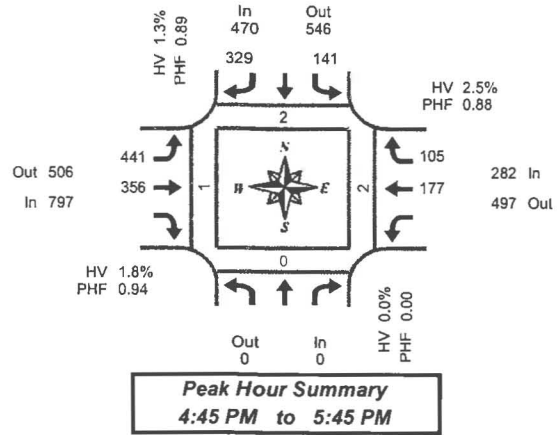 HV 1.3%
PHF 0.89
In Out
470 546
329 141
HV 2.5%
PHF 0.88
2
441
356
105
177
Out 506
In 797
282 In
497 Out
1
2
N
W E
S
0
HV 1.8%
PHF 0.94
HV 0.0%
PHF 0.00
Out In
0 0
Peak Hour Summary
4:45 PM to 5:45 PM